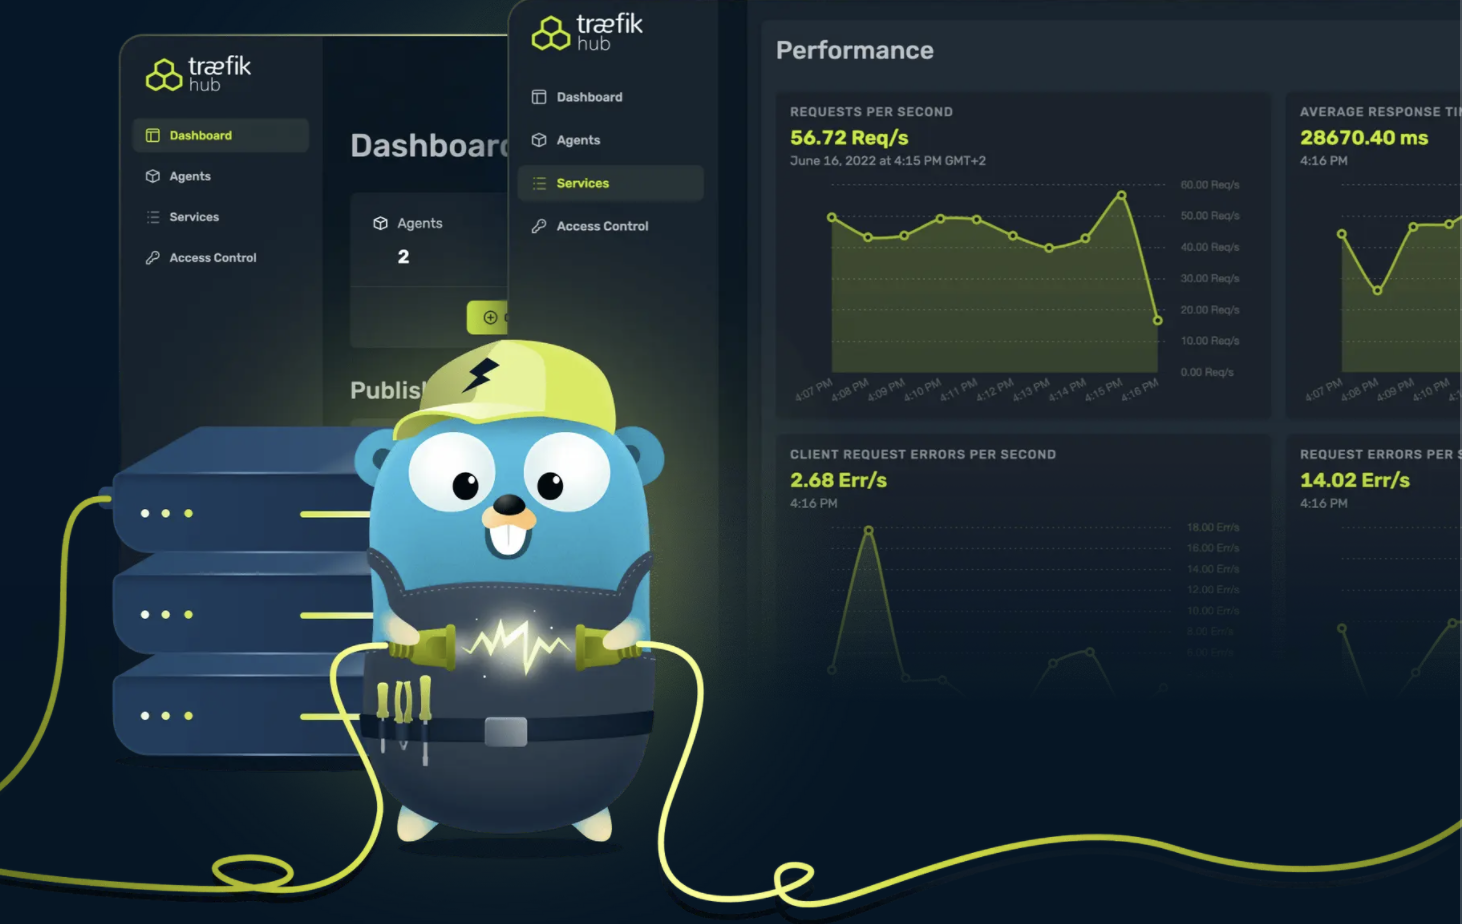 træfik
hub
Dashboard
Agents
Services
Access Control
Dashboard
Agents
2
Publis
træfik
hub
Dashboard
Agents
Services
Access Control
Performance
REQUESTS PER SECOND
56.72 Req/s
June 16, 2022 at 4:15 PM GMT+2
60.00 Req/s
50.00 Req/s
40.00 Req/s
30.00 Req/s
20.00 Req/s
10.00 Req/s
0.00 Req/s
4:07 PM 4:08 PM 4:09 PM 4:10 PM 4:11 PM 4:12 PM 4:13 PM 4:14 PM 4:15 PM 4:16 PM
AVERAGE RESPONSE TI
28670.40 ms
4:16 PM
4:07 PM 4:08 PM 4:09 PM 4:10 PM
CLIENT REQUEST ERRORS PER SECOND
2.68 Err/s
4:16 PM
18.00 Err/s
16.00 Err/s
14.00 Err/s
12.00 Err/s
10.00 Err/s
8.00 Err/s
6.00 Err/s
REQUEST ERRORS PER S
14.02 Err/s
4:16 PM